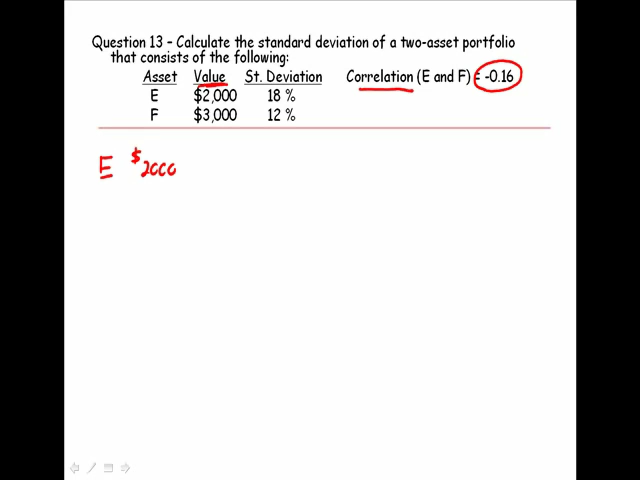 Question 13 – Calculate the standard deviation of a two-asset portfolio
that consists of the following:
Asset Value St. Deviation Correlation (E and F) = -0.16
E $2,000 18 %
F $3,000 12 %
E $2000